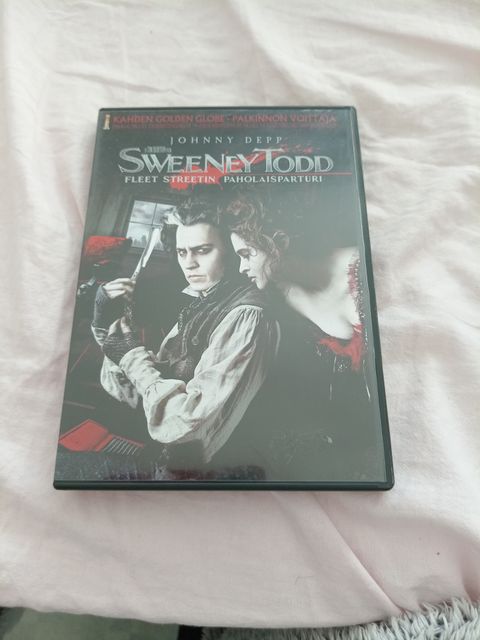 KAHDEN GOLDEN GLOBE - PALKINNON VOITTAJA
JOHNNY DEPP
SWEENEY TODD
FLEET STREETIN PAHOLAISPARTURI